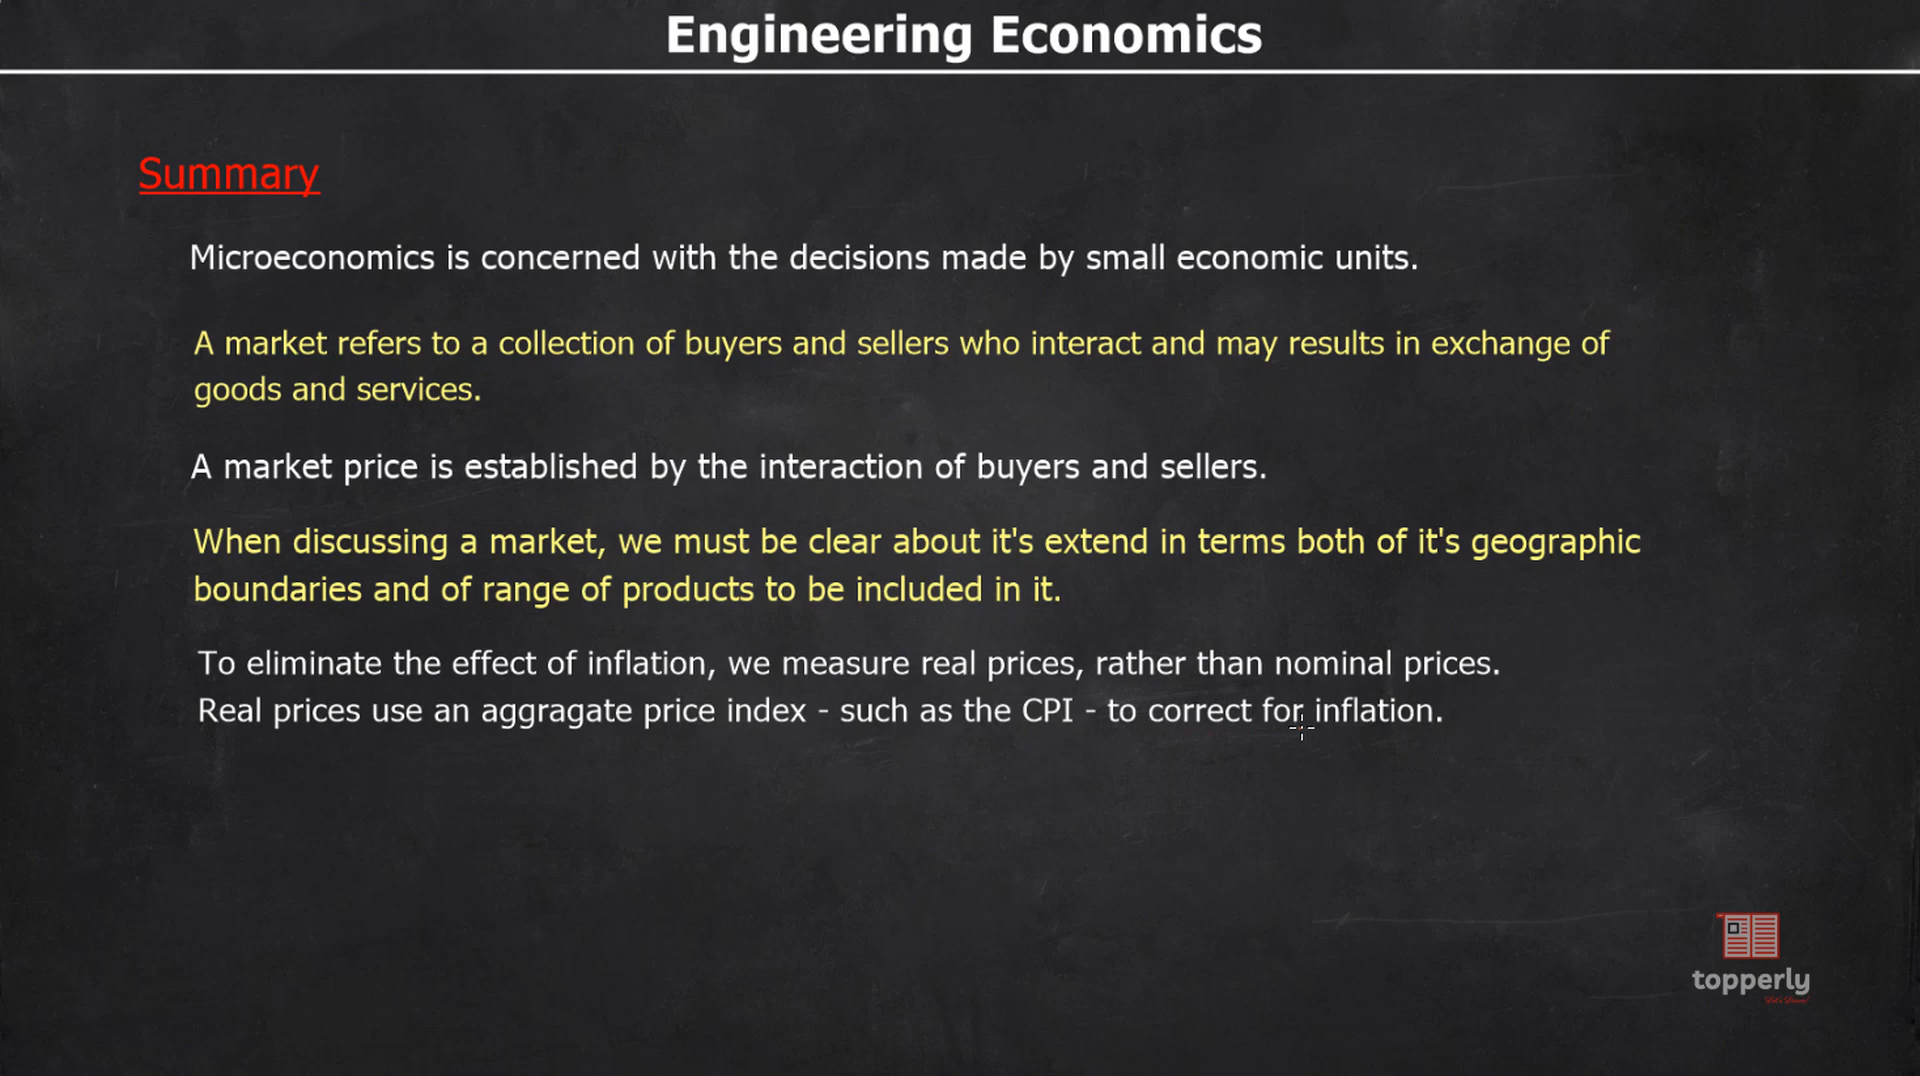 Engineering Economics
Summary
Microeconomics is concerned with the decisions made by small economic units.
A market refers to a collection of buyers and sellers who interact and may results in exchange of
goods and services.
A market price is established by the interaction of buyers and sellers.
When discussing a market, we must be clear about it's extend in terms both of it's geographic
boundaries and of range of products to be included in it.
To eliminate the effect of inflation, we measure real prices, rather than nominal prices.
Real prices use an aggragate price index - such as the CPI - to correct for inflation.
topperly